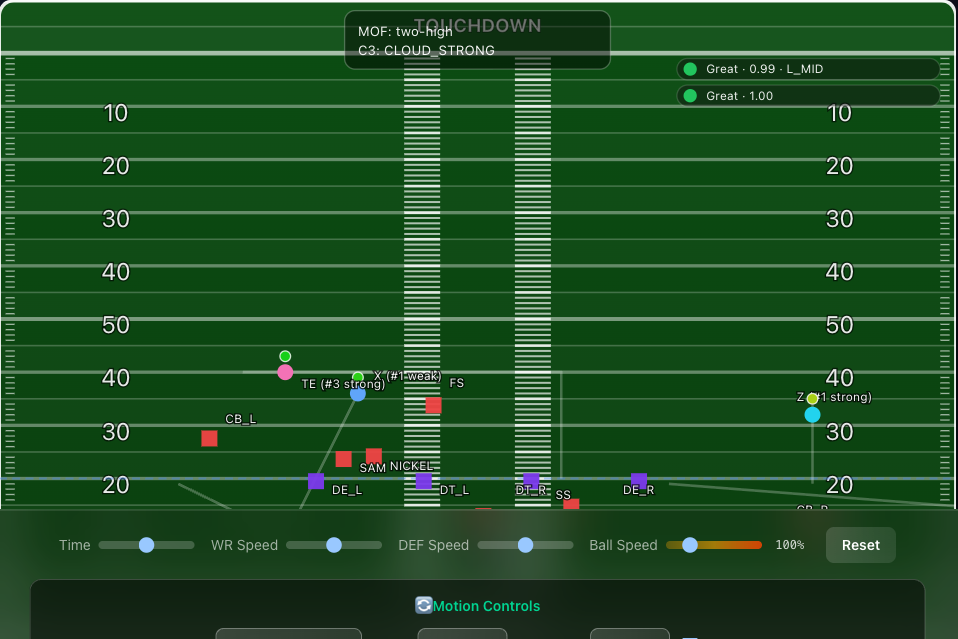 TOUCHDOWN
MOF: two-high
C3: CLOUD_STRONG
Great · 0.99 · L_MID
Great · 1.00
10 10
20 20
30 30
40 40
50 50
40 40
TE (#3 strong) X (#1 weak) FS
Z (#1 strong)
CB_L
30 30
SAM NICKEL
20 20
DE_L DT_L DT_R SS DE_R
CB_R
Time WR Speed DEF Speed Ball Speed 100% Reset
Motion Controls